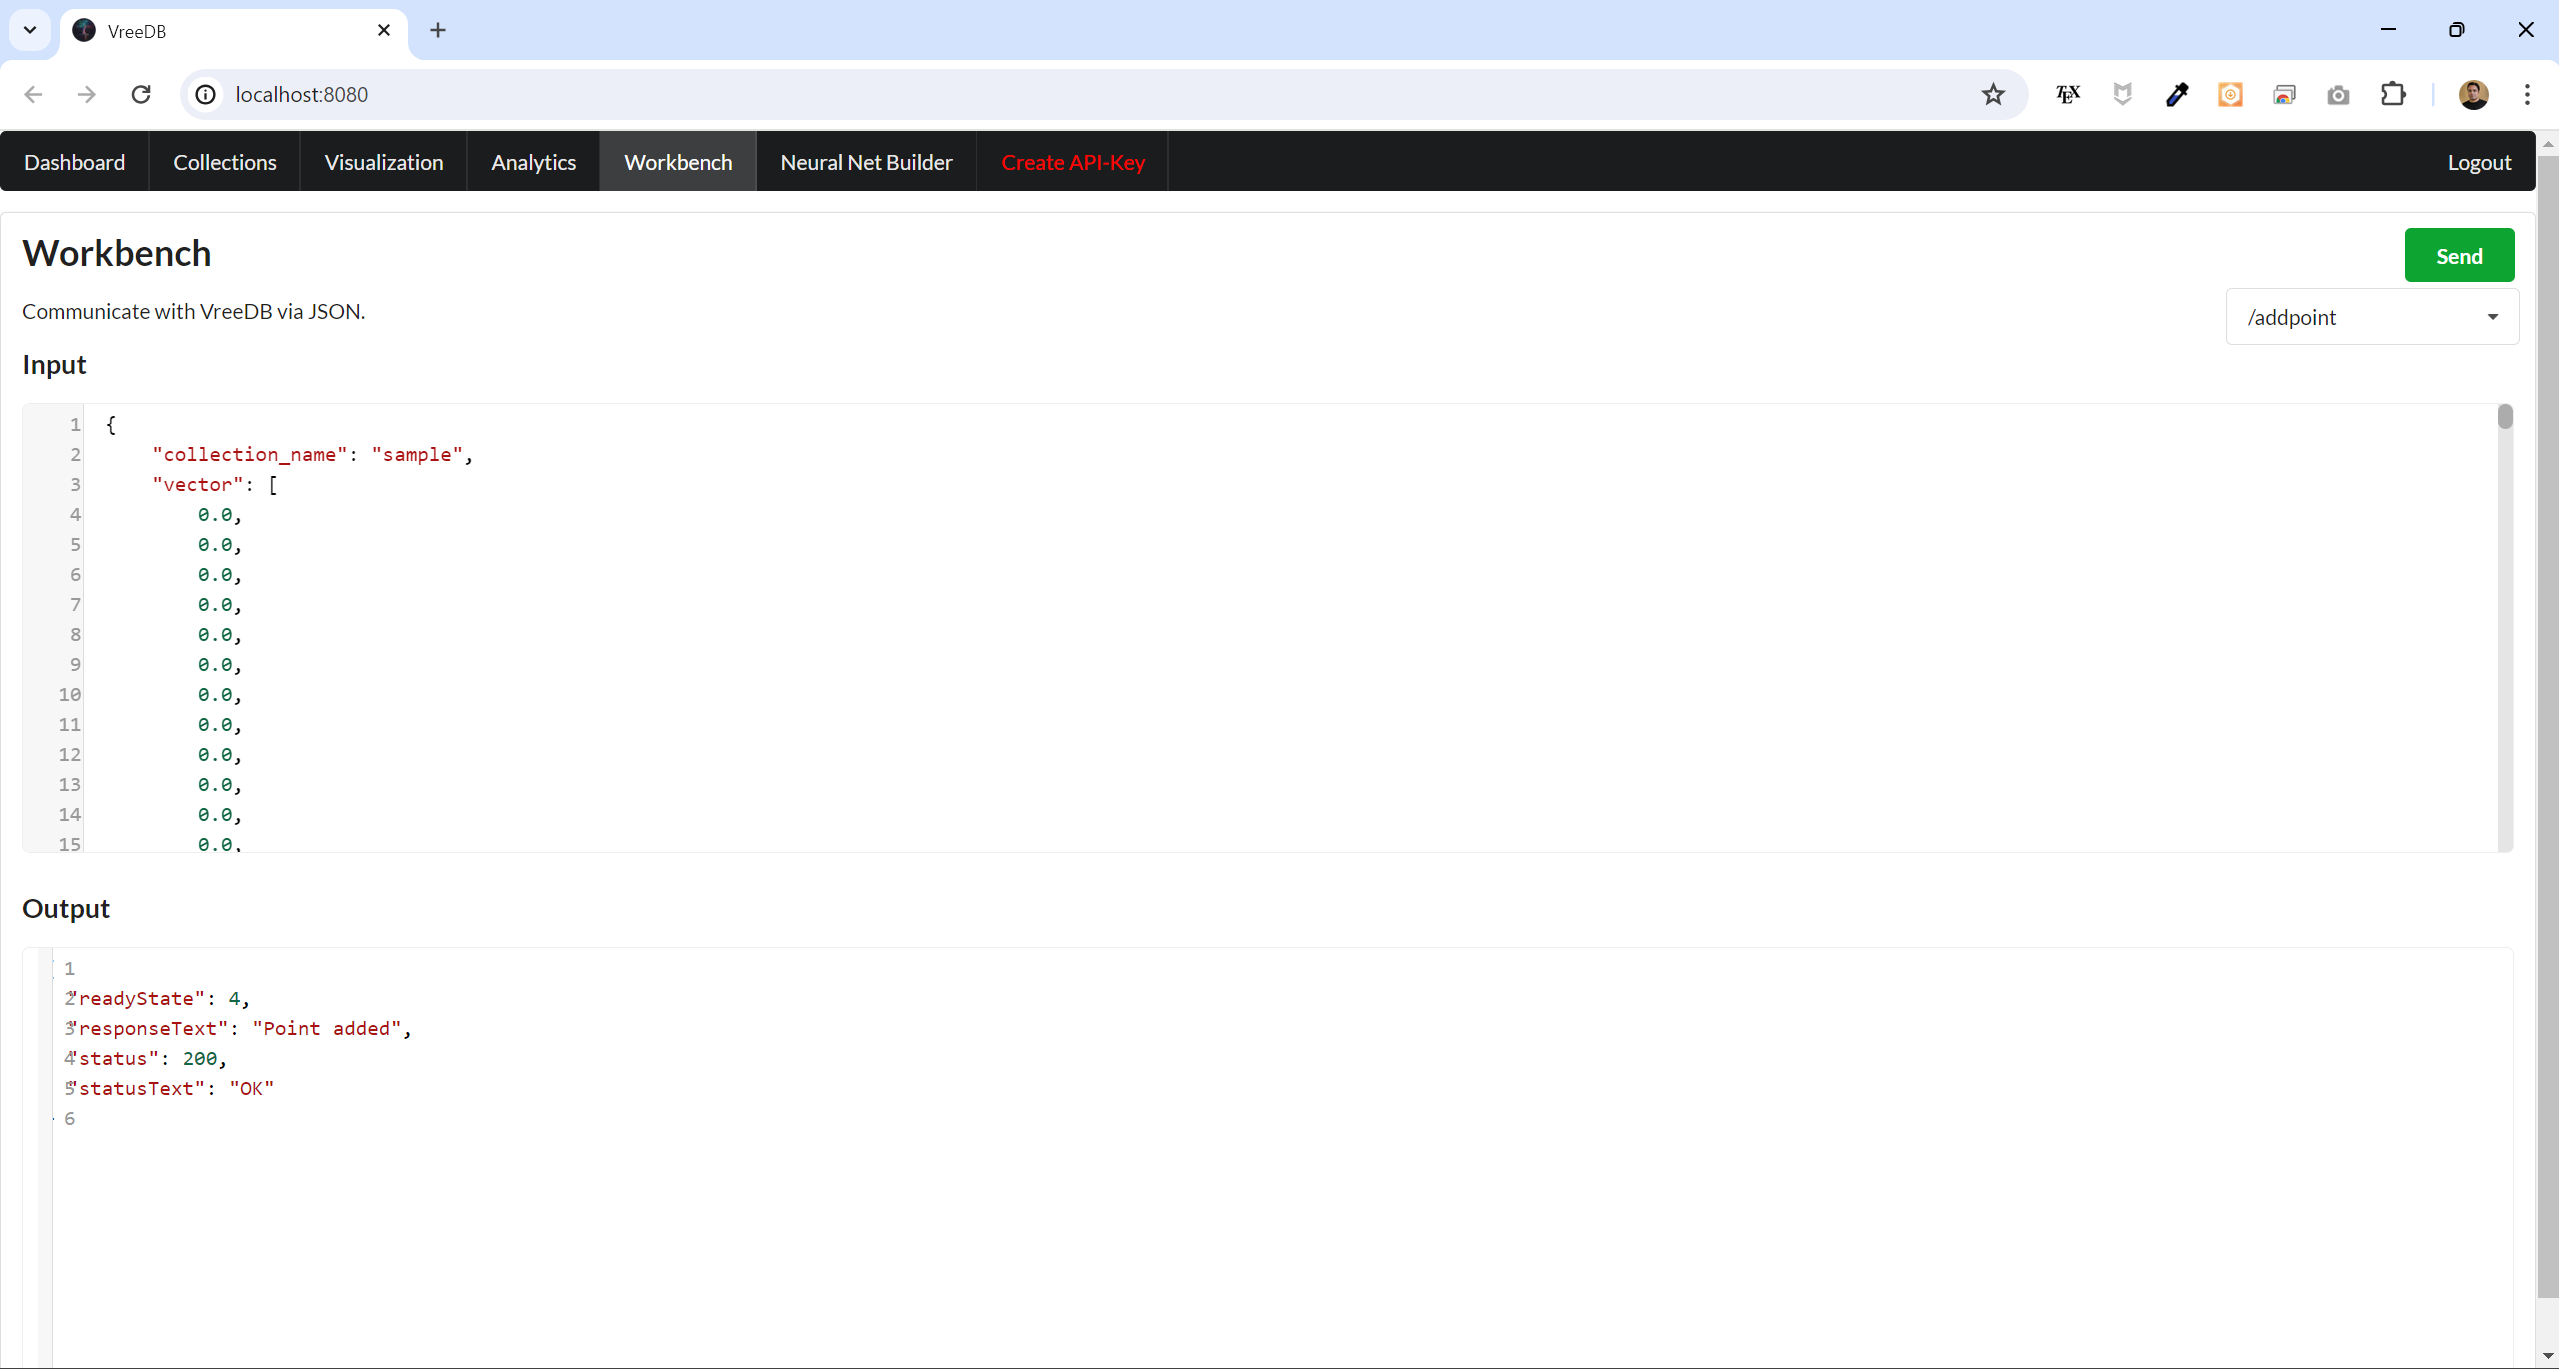 VreeDB
localhost:8080
TEX
Dashboard Collections Visualization Analytics Workbench Neural Net Builder Create API-Key Logout
Workbench
Send
Communicate with VreeDB via JSON.
/addpoint
Input
1 {
2 "collection_name": "sample",
3 "vector": [
4 0.0,
5 0.0,
6 0.0,
7 0.0,
8 0.0,
9 0.0,
10 0.0,
11 0.0,
12 0.0,
13 0.0,
14 0.0,
15 0.0,
Output
1
2 "readyState": 4,
3 "responseText": "Point added",
4 "status": 200,
5 "statusText": "OK"
6